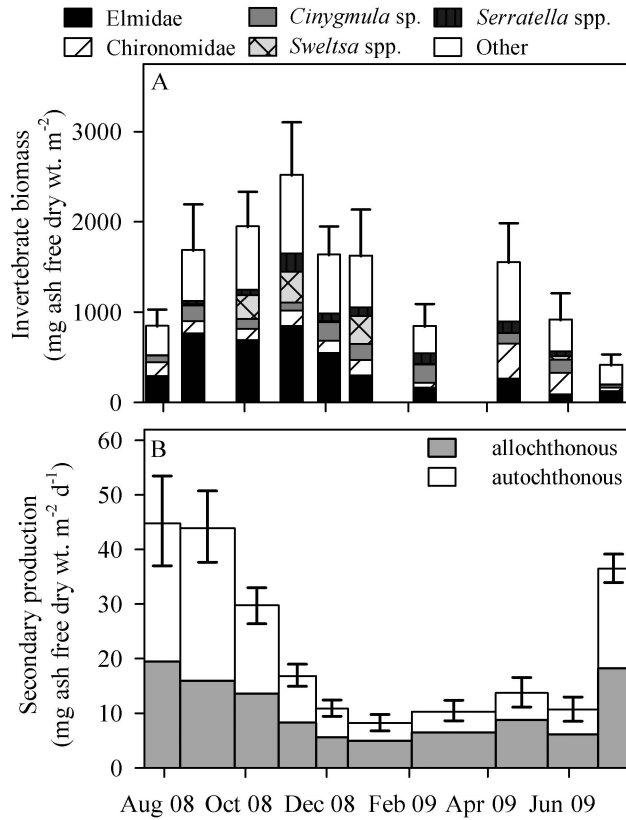 Elmidae Cinygmula sp. Serratella spp.
Chironomidae Sweltsa spp. Other
A
3000
2000
1000
0
Invertebrate biomass
(mg ash free dry wt. m-2)
B
allochthonous
autochthonous
60
50
40
30
20
10
0
Secondary production
(mg ash free dry wt. m-2 d-1)
Aug 08 Oct 08 Dec 08 Feb 09 Apr 09 Jun 09